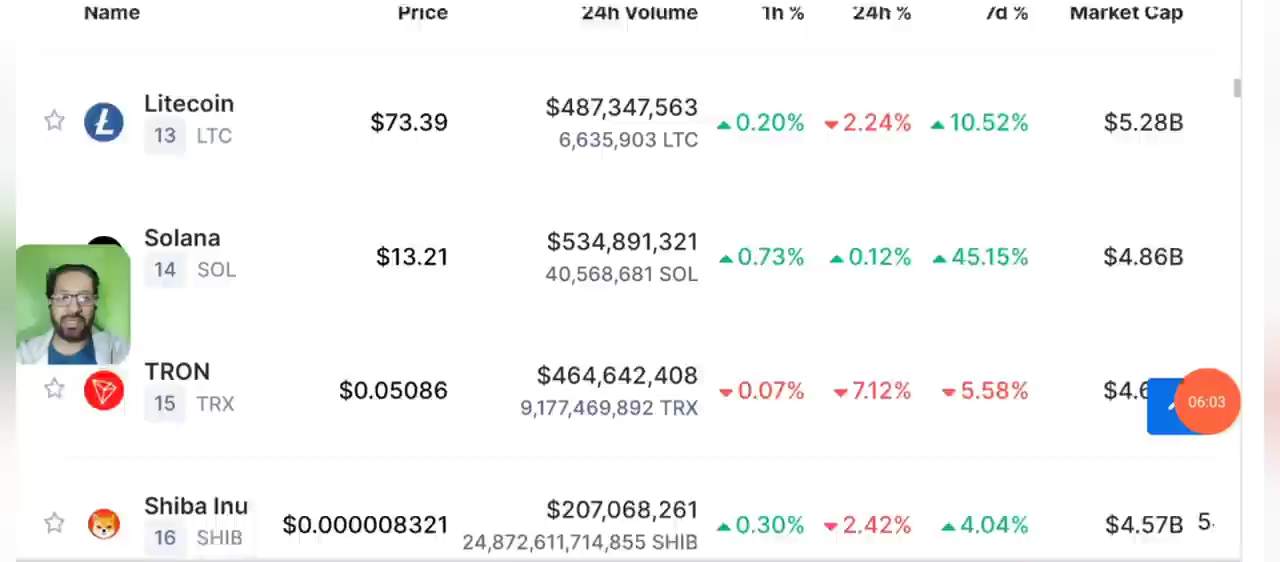 Name Price 24h Volume 1h % 24h % 7d % Market Cap
Litecoin $73.39 $487,347,563 0.20% 2.24% 10.52% $5.28B
13 LTC 6,635,903 LTC
Solana $13.21 $534,891,321 0.73% 0.12% 45.15% $4.86B
14 SOL 40,568,681 SOL
TRON $0.05086 $464,642,408 0.07% 7.12% 5.58%
15 TRX 9,177,469,892 TRX
06:03
Shiba Inu $0.000008321 $207,068,261 0.30% 2.42% 4.04% $4.57B
16 SHIB 24,872,611,714,855 SHIB